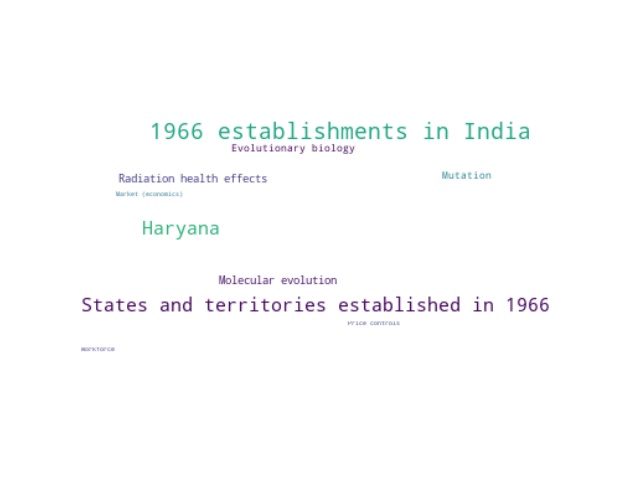 1966 establishments in India
Evolutionary biology
Mutation
Radiation health effects
Market (economics)
Haryana
Molecular evolution
States and territories established in 1966
Price controls
Workforce